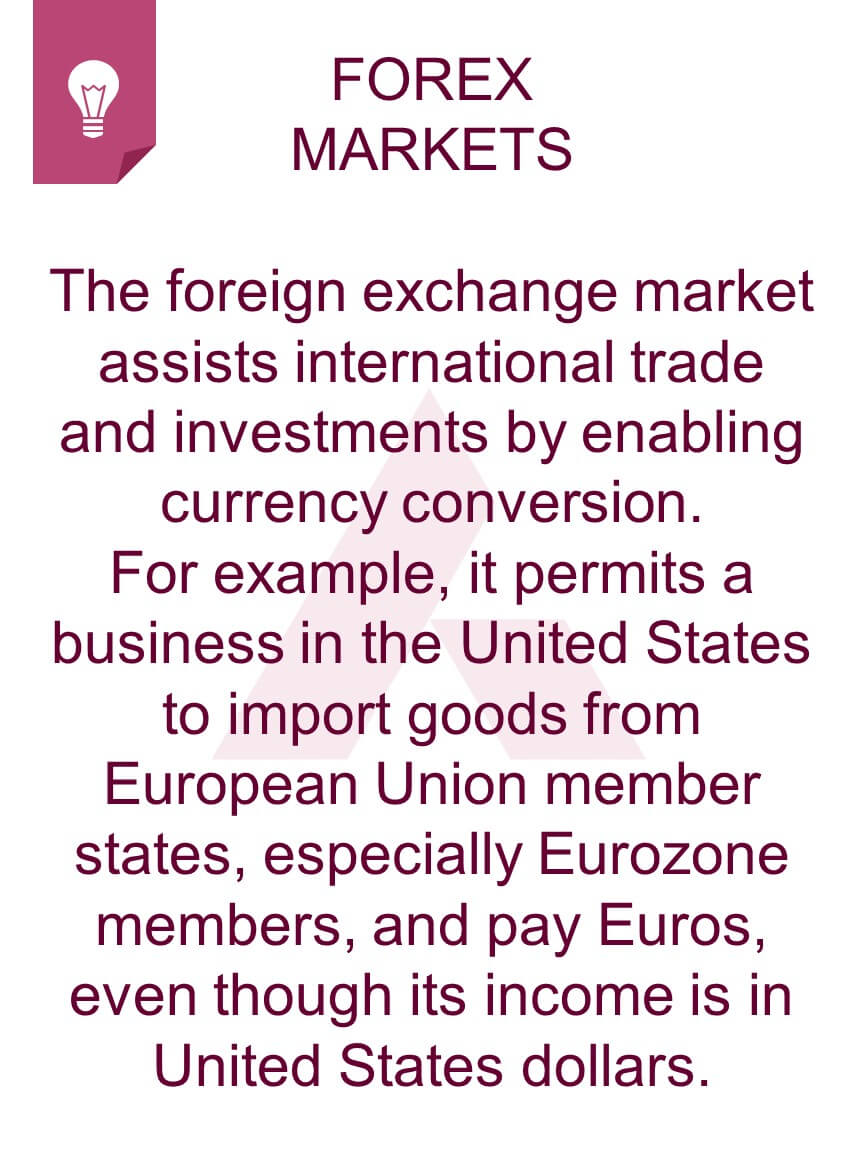 FOREX
MARKETS
The foreign exchange market
assists international trade
and investments by enabling
currency conversion.
For example, it permits a
business in the United States
to import goods from
European Union member
states, especially Eurozone
members, and pay Euros,
even though its income is in
United States dollars.